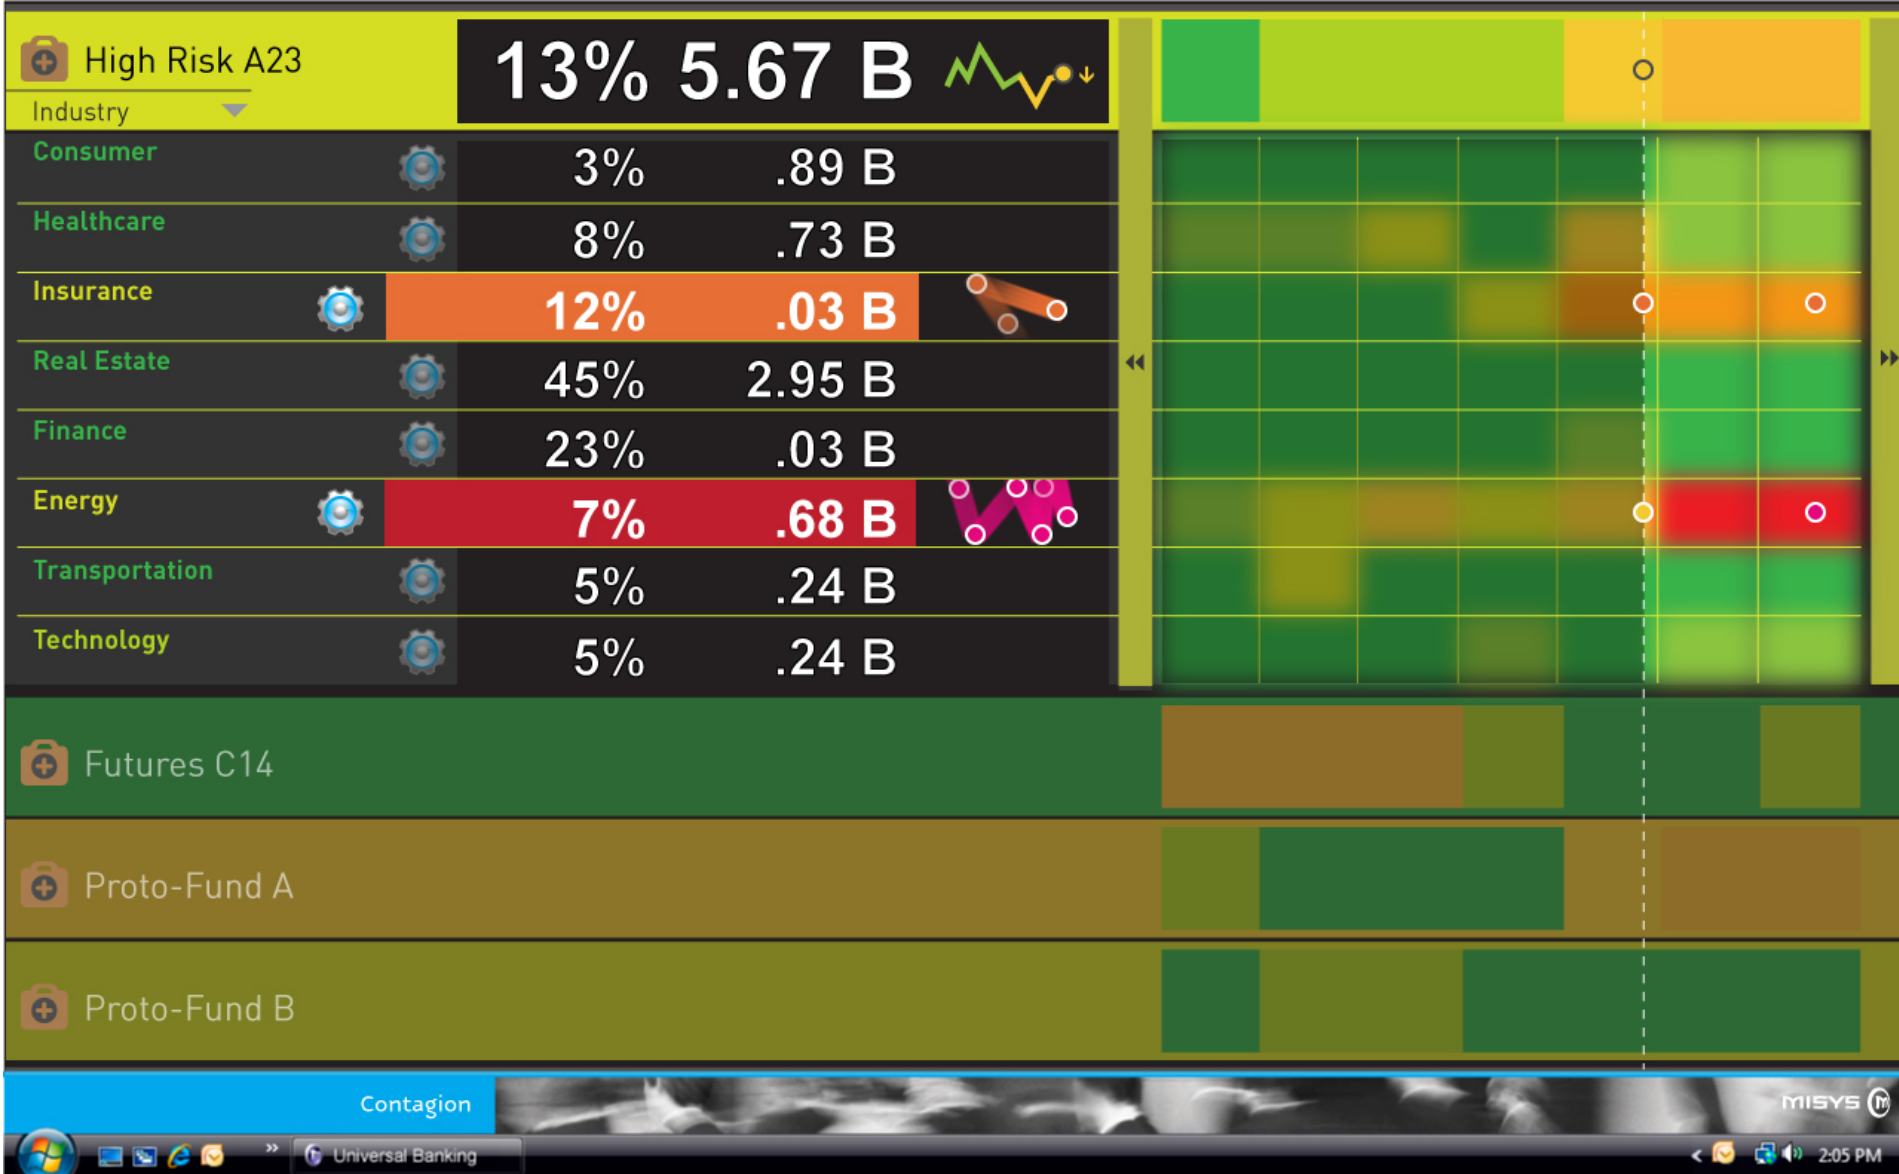 High Risk A23
13% 5.67 B
Industry
Consumer 3% .89 B
Healthcare 8% .73 B
Insurance 12% .03 B
Real Estate 45% 2.95 B
Finance 23% .03 B
Energy 7% .68 B
Transportation 5% .24 B
Technology 5% .24 B
Futures C14
Proto-Fund A
Proto-Fund B
Contagion
MISYS
Universal Banking
2:05 PM